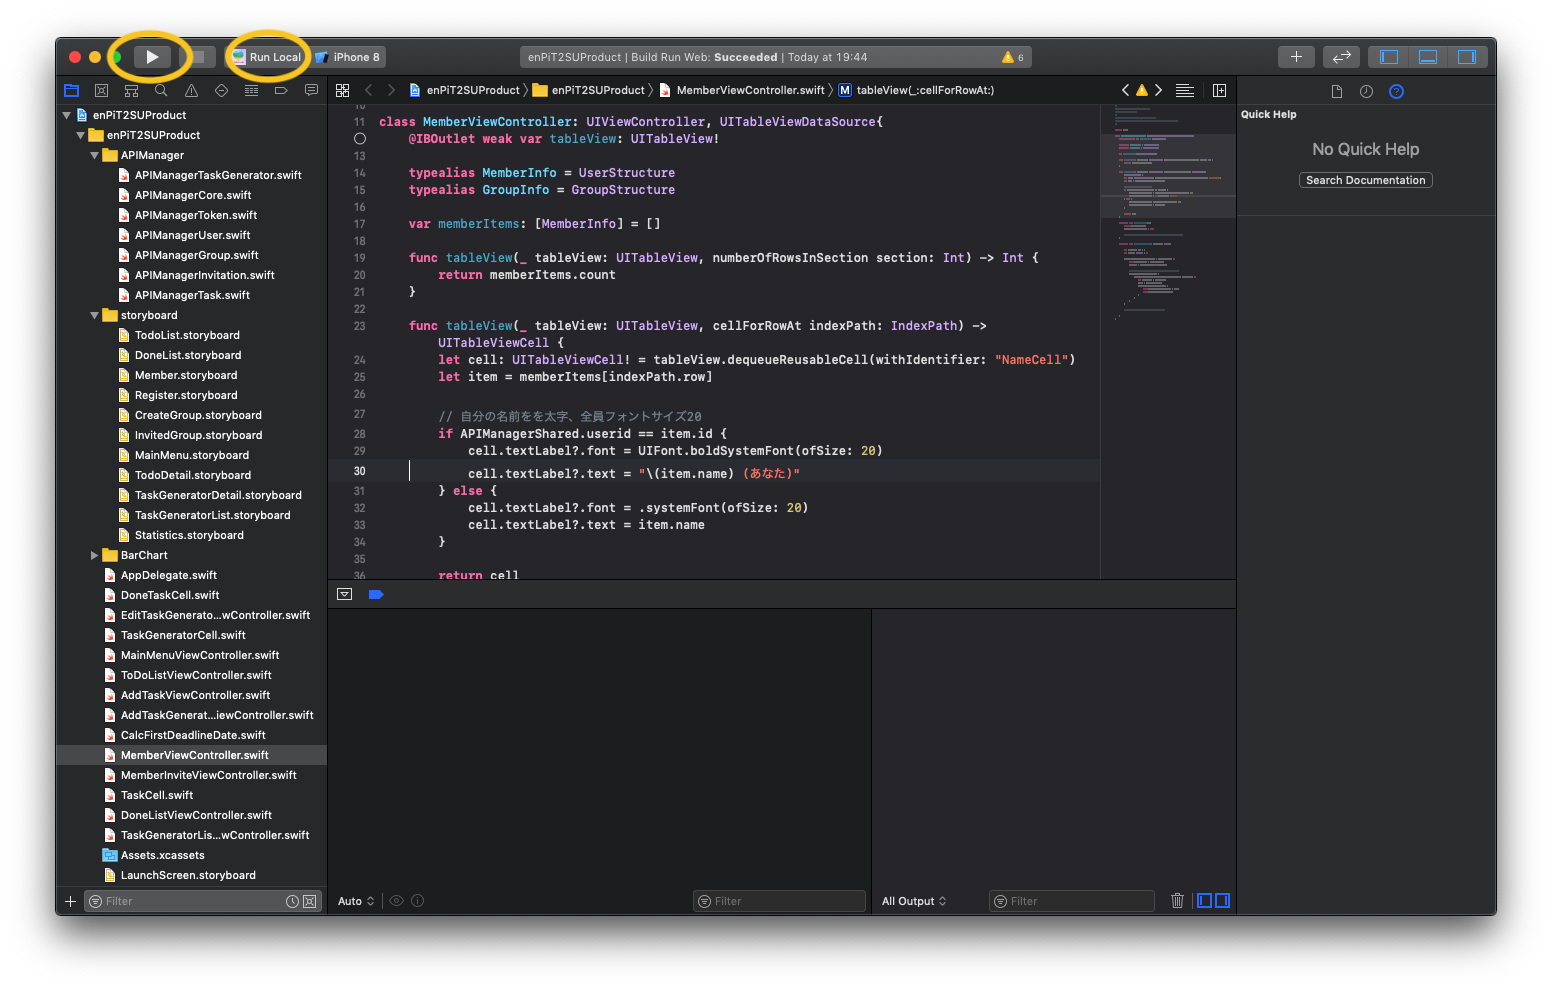 Run Local
iPhone 8
enPiT2SUProduct | Build Run Web: Succeeded | Today at 19:44
6
enPiT2SUProduct
enPiT2SUProduct
APIManager
APIManagerTaskGenerator.swift
APIManagerCore.swift
APIManagerToken.swift
APIManagerUser.swift
APIManagerGroup.swift
APIManagerInvitation.swift
APIManagerTask.swift
storyboard
TodoList.storyboard
DoneList.storyboard
Member.storyboard
Register.storyboard
CreateGroup.storyboard
InvitedGroup.storyboard
MainMenu.storyboard
TodoDetail.storyboard
TaskGeneratorDetail.storyboard
TaskGeneratorList.storyboard
Statistics.storyboard
BarChart
AppDelegate.swift
DoneTaskCell.swift
EditTaskGenerato...wController.swift
TaskGeneratorCell.swift
MainMenuViewController.swift
ToDoListViewController.swift
AddTaskViewController.swift
AddTaskGenerat...iewController.swift
CalcFirstDeadlineDate.swift
MemberViewController.swift
MemberInviteViewController.swift
TaskCell.swift
DoneListViewController.swift
TaskGeneratorLis...wController.swift
Assets.xcassets
LaunchScreen.storyboard
Filter
enPiT2SUProduct
enPiT2SUProduct
MemberViewController.swift
M tableView(_:cellForRowAt:)
10
11 class MemberViewController: UIViewController, UITableViewDataSource{
@IBOutlet weak var tableView: UITableView!
13
14 typealias MemberInfo = UserStructure
15 typealias GroupInfo = GroupStructure
16
17 var memberItems: [MemberInfo] = []
18
19 func tableView(_ tableView: UITableView, numberOfRowsInSection section: Int) -> Int {
20 return memberItems.count
21 }
22
23 func tableView(_ tableView: UITableView, cellForRowAt indexPath: IndexPath) ->
UITableViewCell {
24 let cell: UITableViewCell! = tableView.dequeueReusableCell(withIdentifier: "NameCell")
25 let item = memberItems[indexPath.row]
26
27 // 自分の名前をを太字、全員フォントサイズ20
28 if APIManagerShared.userid == item.id {
29 cell.textLabel?.font = UIFont.boldSystemFont(ofSize: 20)
30 cell.textLabel?.text = "\(item.name) (あなた)"
31 } else {
32 cell.textLabel?.font = .systemFont(ofSize: 20)
33 cell.textLabel?.text = item.name
34 }
35
36 return cell
Auto
Filter
All Output
Filter
Quick Help
No Quick Help
Search Documentation